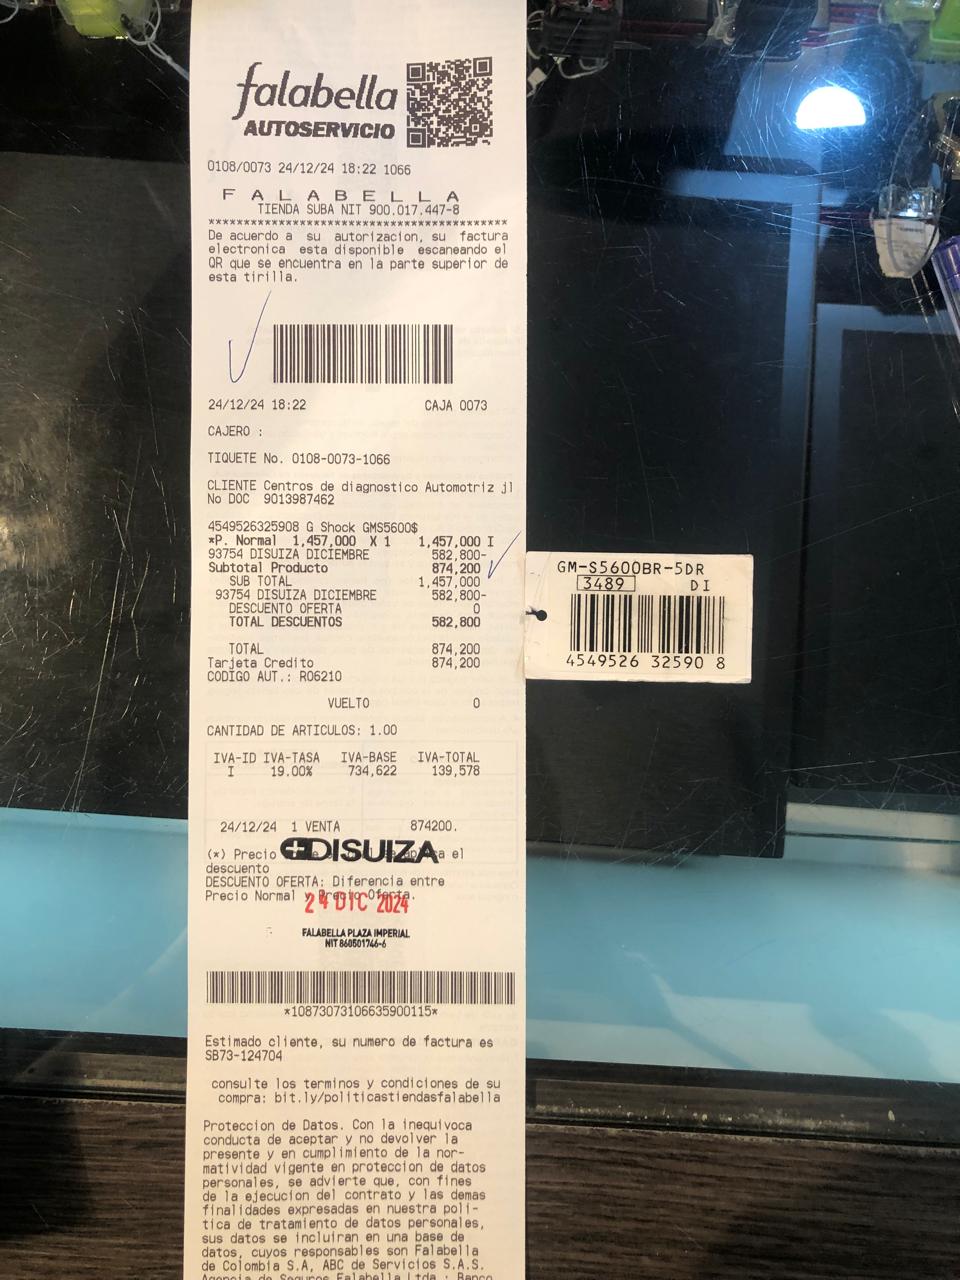 falabella
AUTOSERVICIO
0108/0073 24/12/24 18:22 1066
F A L A B E L L A
TIENDA SUBA NIT 900.017.447-8
****************************************************
De acuerdo a su autorizacion, su factura
electronica esta disponible escaneando el
QR que se encuentra en la parte superior de
esta tirilla.
24/12/24 18:22 CAJA 0073
CAJERO :
TIQUETE No. 0108-0073-1066
CLIENTE Centros de diagnostico Automotriz jl
No DOC 9013987462
4549526325908 G Shock GMS5600$
*P. Normal 1,457,000 X 1 1,457,000 I
93754 DISUIZA DICIEMBRE 582,800-
Subtotal Producto 874,200
SUB TOTAL 1,457,000
93754 DISUIZA DICIEMBRE 582,800-
DESCUENTO OFERTA 0
TOTAL DESCUENTOS 582,800
TOTAL 874,200
Tarjeta Credito 874,200
CODIGO AUT.: R06210
VUELTO 0
CANTIDAD DE ARTICULOS: 1.00
IVA-ID IVA-TASA IVA-BASE IVA-TOTAL
I 19.00% 734,622 139,578
24/12/24 1 VENTA 874200.
DISUIZA
(*) Precio el
descuento
DESCUENTO OFERTA: Diferencia entre
Precio Normal y Precio Oferta.
24 DIC 2024
FALABELLA PLAZA IMPERIAL
NIT 860501746-6
*10873073106635900115*
Estimado cliente, su numero de factura es
SB73-124704
consulte los terminos y condiciones de su
compra: bit.ly/politicastiendasfalabella
Proteccion de Datos. Con la inequivoca
conducta de aceptar y no devolver la
presente y en cumplimiento de la nor-
matividad vigente en proteccion de datos
personales, se advierte que, con fines
de la ejecucion del contrato y las demas
finalidades expresadas en nuestra poli-
tica de tratamiento de datos personales,
sus datos se incluiran en una base de
datos, cuyos responsables son Falabella
de Colombia S.A, ABC de Servicios S.A.S.
Agencia de Seguros Falabella Ltda.; Banco
GM-S5600BR-5DR
3489 DI
4549526 32590 8